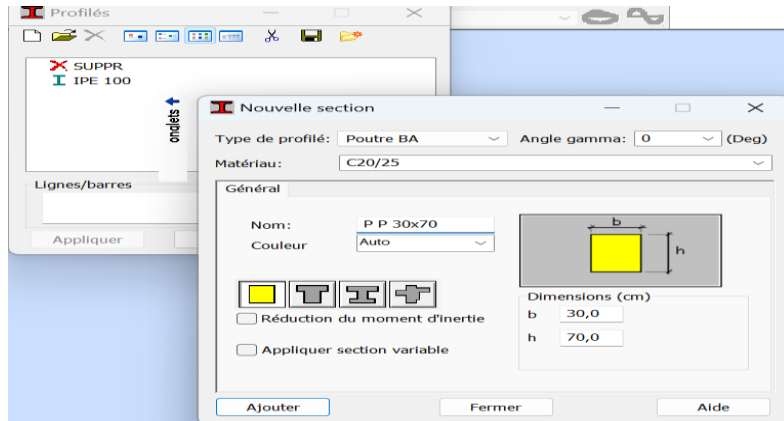 Profilés
SUPPR
IPE 100
onglets
Lignes/barres
Appliquer
Nouvelle section
Type de profilé: Poutre BA Angle gamma: 0 (Deg)
Matériau: C20/25
Général
Nom: P P 30x70
Couleur Auto
b
h
Réduction du moment d'inertie
Appliquer section variable
Dimensions (cm)
b 30,0
h 70,0
Ajouter Fermer Aide